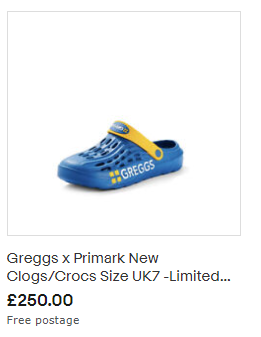 GREGGS
Greggs x Primark New
Clogs/Crocs Size UK7 -Limited...
£250.00
Free postage